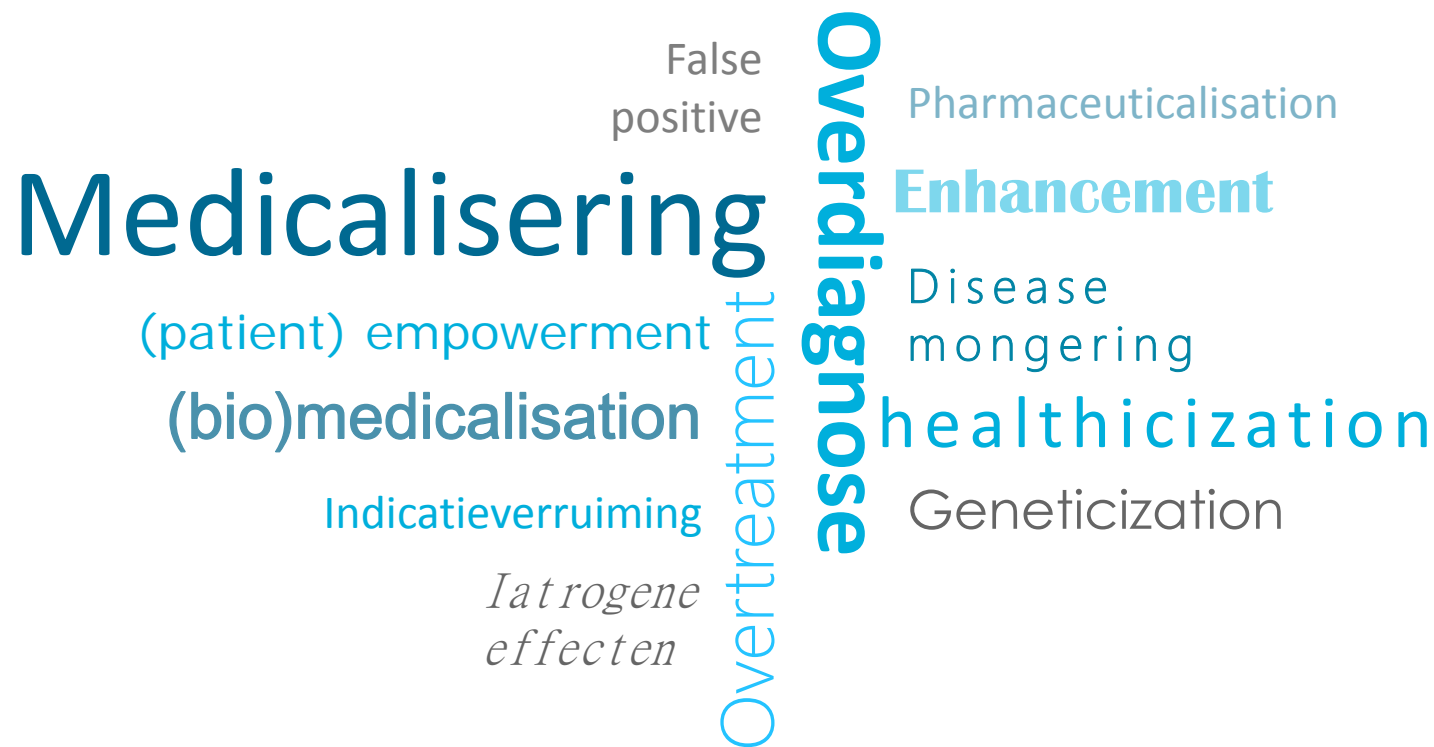 False
positive
Medicalisering
(patient) empowerment
(bio)medicalisation
Indicatieverruiming
Iatrogene
effecten
Overtreatment
Overdiagnose
Pharmaceuticalisation
Enhancement
Disease
mongering
healthicization
Geneticization